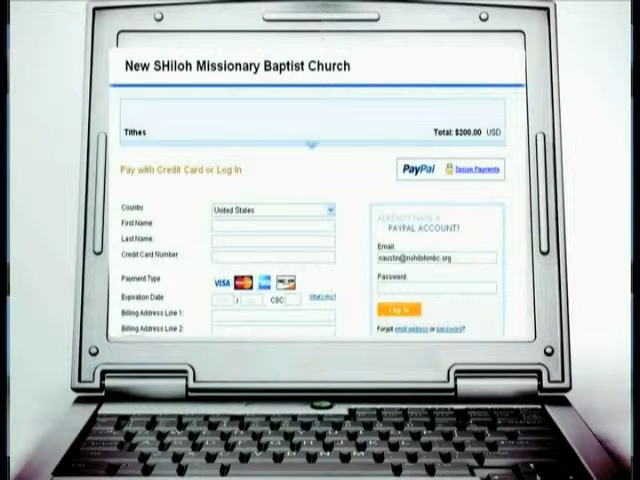 New SHiloh Missionary Baptist Church
Tithes Total: $200.00 USD
Pay with Credit Card or Log In
PayPal Secure Payments
Country: United States
First Name
Last Name:
Credit Card Number
Payment Type VISA MasterCard
Expiration Date: / CSC:
What's this?
Billing Address Line 1:
Billing Address Line 2:
ALREADY HAVE A
PAYPAL ACCOUNT?
Email
Password
Log In
Forgot email address or password?